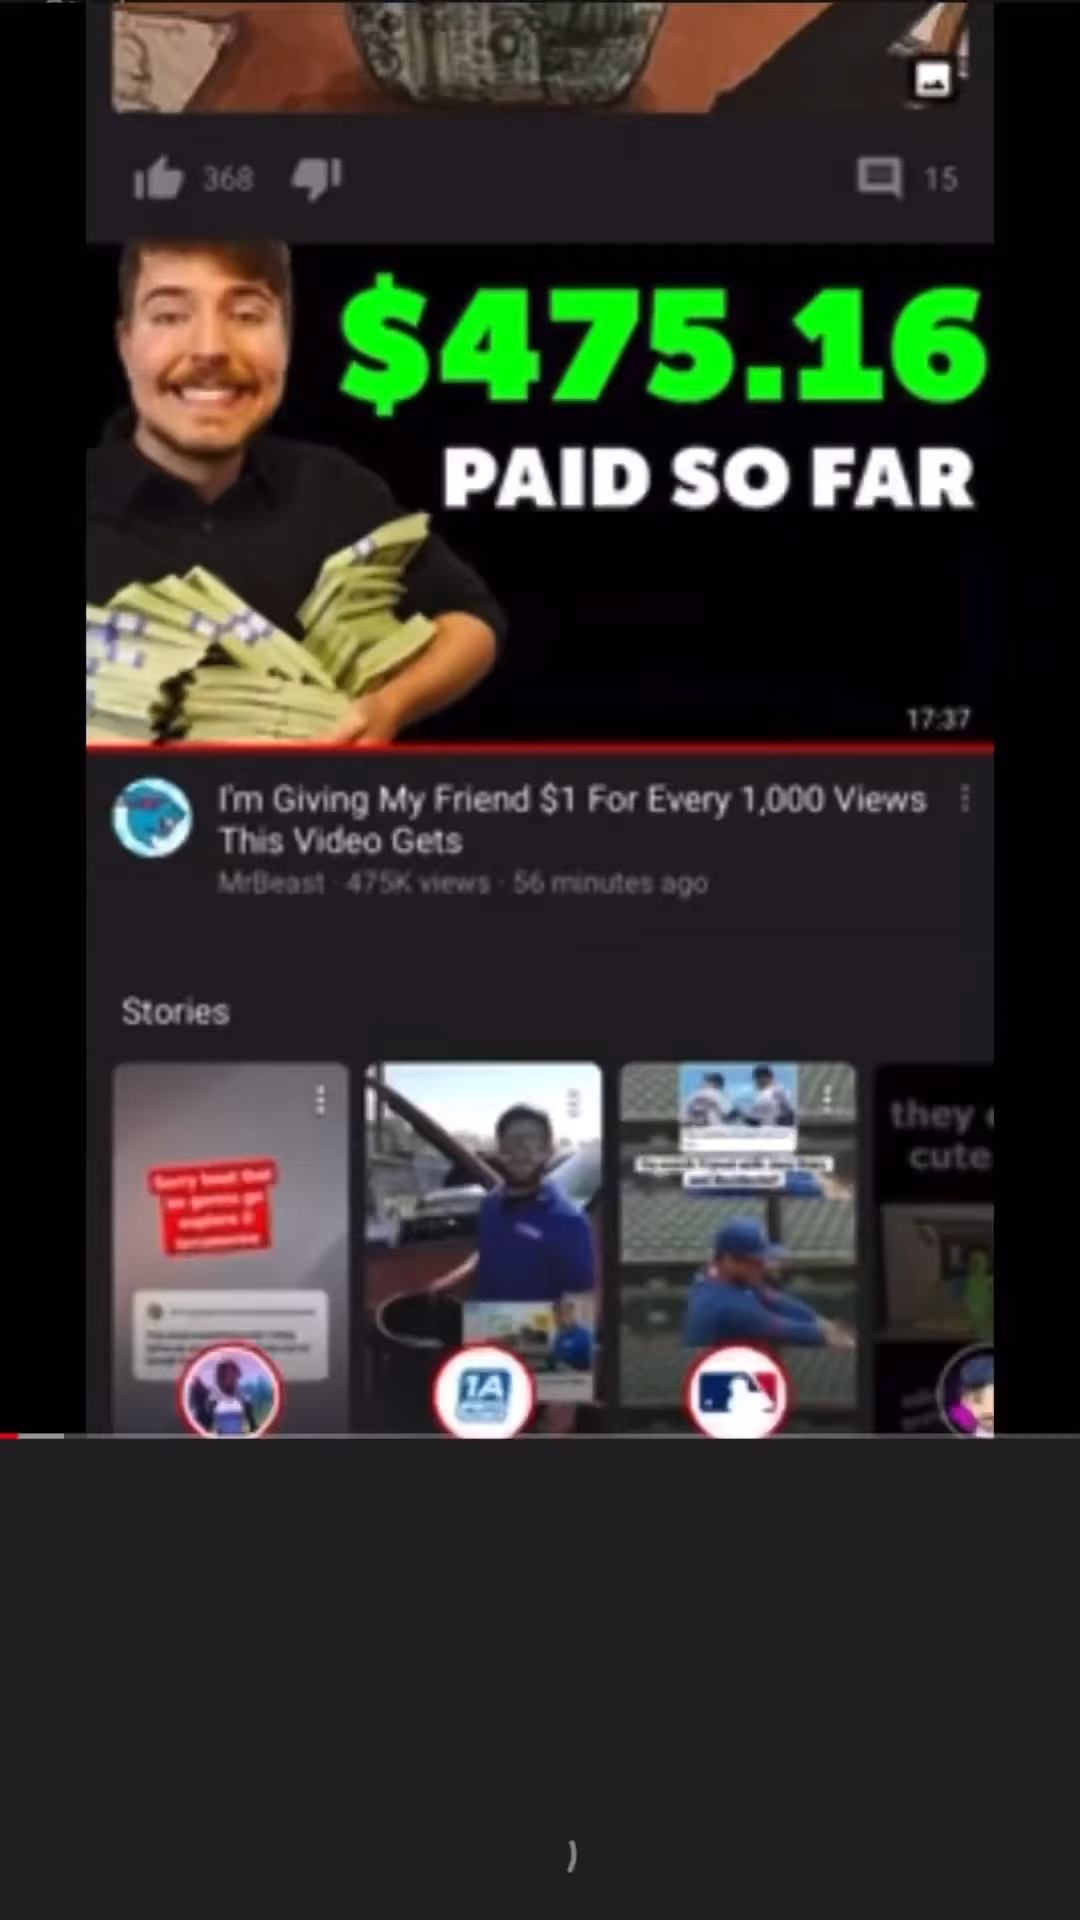 368
15
$475.16
PAID SO FAR
17:37
I'm Giving My Friend $1 For Every 1,000 Views
This Video Gets
MrBeast · 475K views · 56 minutes ago
Stories
they
cute
1A